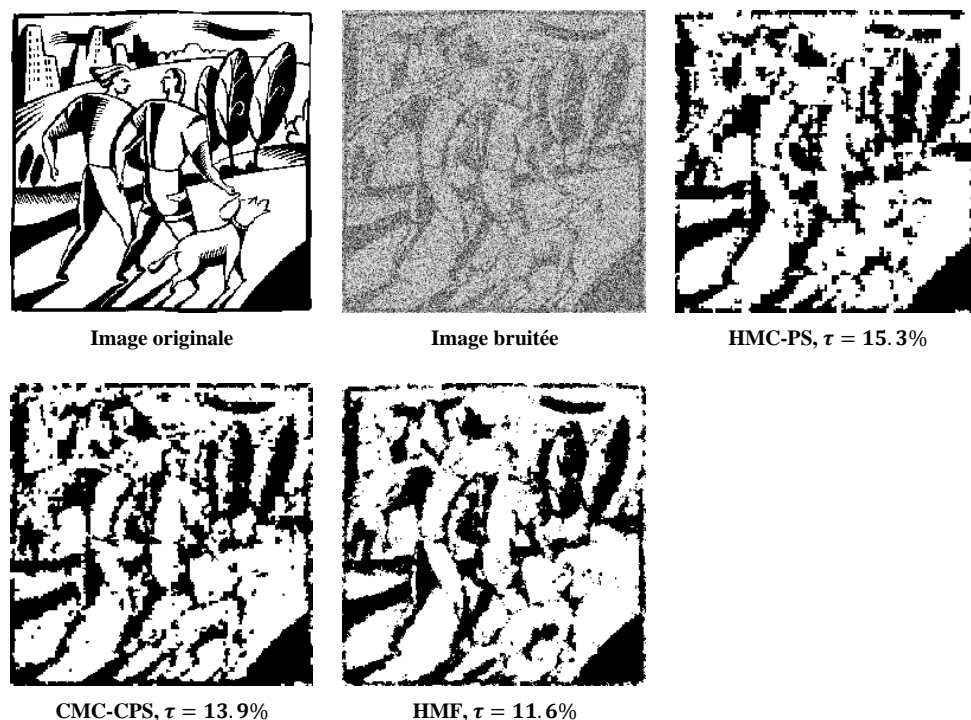 Image originale
Image bruitée
HMC-PS, τ = 15.3%
CMC-CPS, τ = 13.9%
HMF, τ = 11.6%